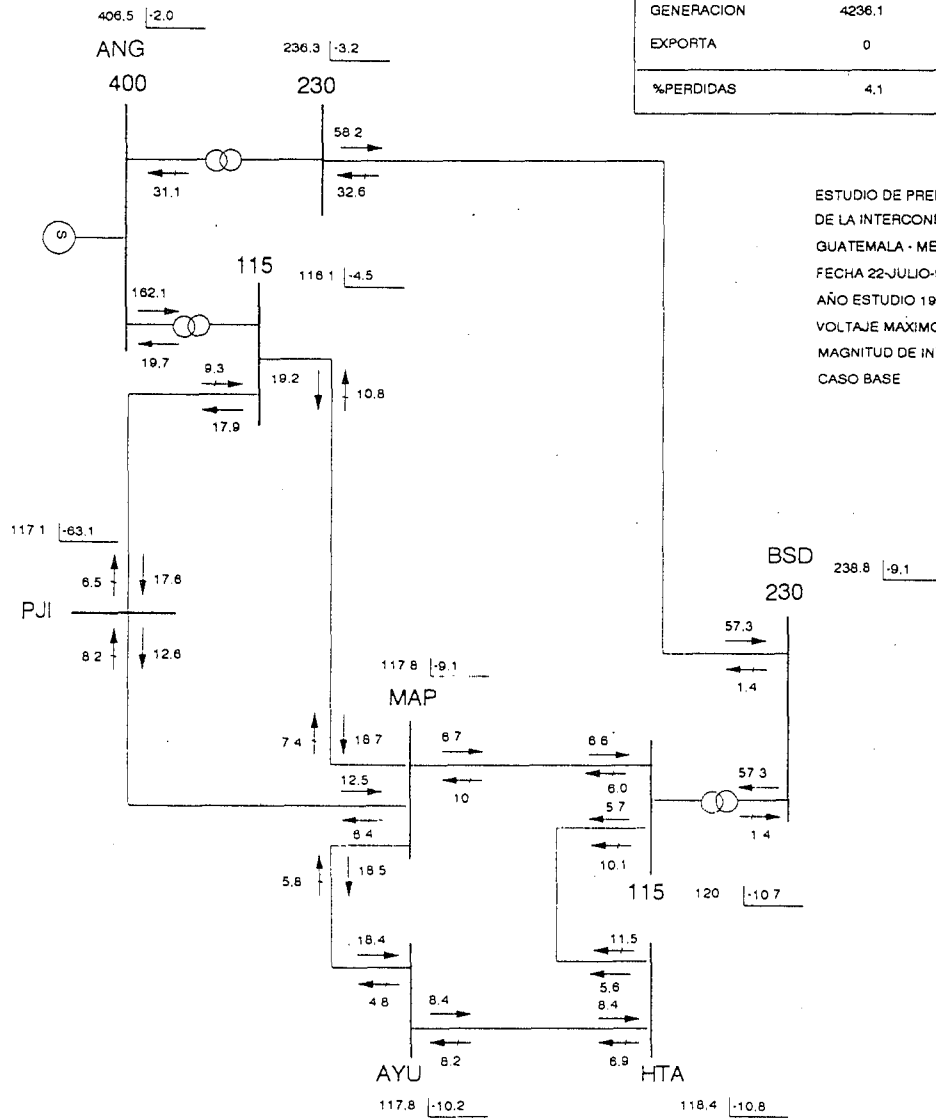 406.5 -2.0
ANG
400
236.3 -3.2
230
GENERACION 4236.1
EXPORTA 0
%PERDIDAS 4.1
58.2
31.1
32.6
S
ESTUDIO DE PRE
DE LA INTERCON
GUATEMALA - ME
FECHA 22-JULIO-
AÑO ESTUDIO 19
VOLTAJE MAXIMO
MAGNITUD DE IN
CASO BASE
115
116 1 -4.5
162.1
19.7
9.3
17.9
19.2
10.8
117 1 -63.1
6.5
17.6
PJI
8.2
12.6
BSD
230
238.8 -9.1
57.3
1.4
117 8 -9.1
MAP
7 4
18.7
6 7
6 6
12.5
10
6.0
57.3
5.7
6.4
10.1
1 4
5.8
18.5
115
120 -10 7
18.4
11.5
4 8
5.6
8.4
8.4
8.2
6.9
AYU
HTA
117.8 -10.2
118.4 -10.8